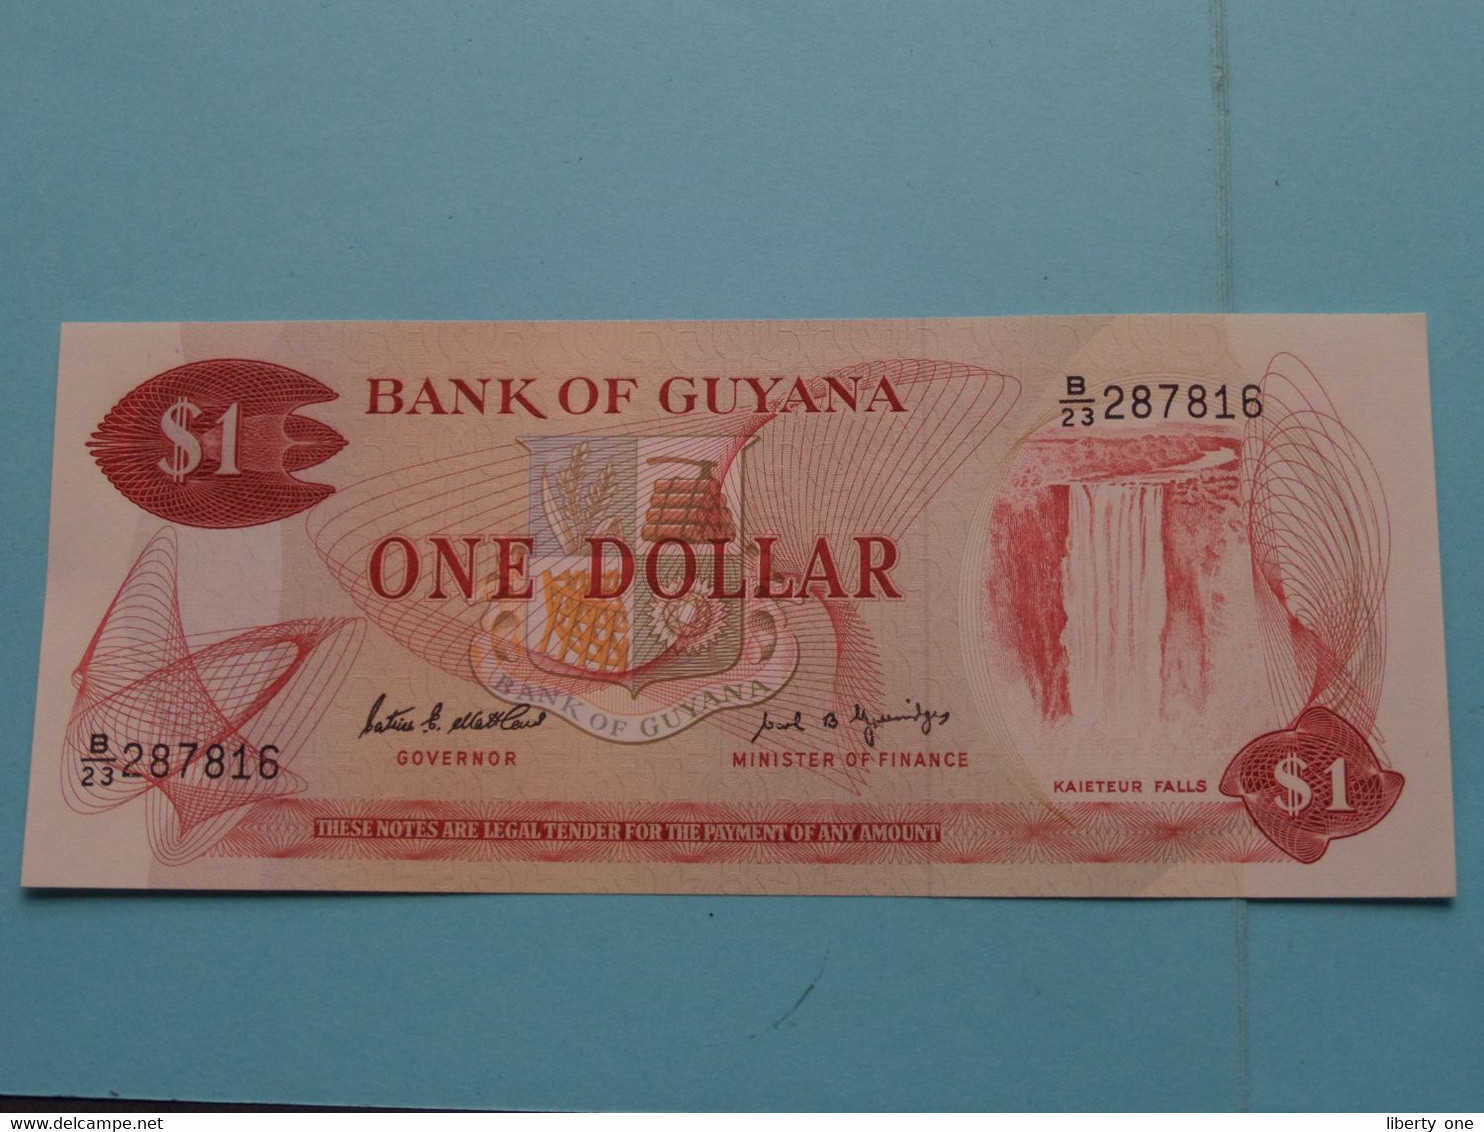 $1
BANK OF GUYANA
B/23 287816
ONE DOLLAR
BANK OF GUYANA
GOVERNOR
MINISTER OF FINANCE
B/23 287816
KAIETEUR FALLS
$1
THESE NOTES ARE LEGAL TENDER FOR THE PAYMENT OF ANY AMOUNT
www.delcampe.net
liberty one